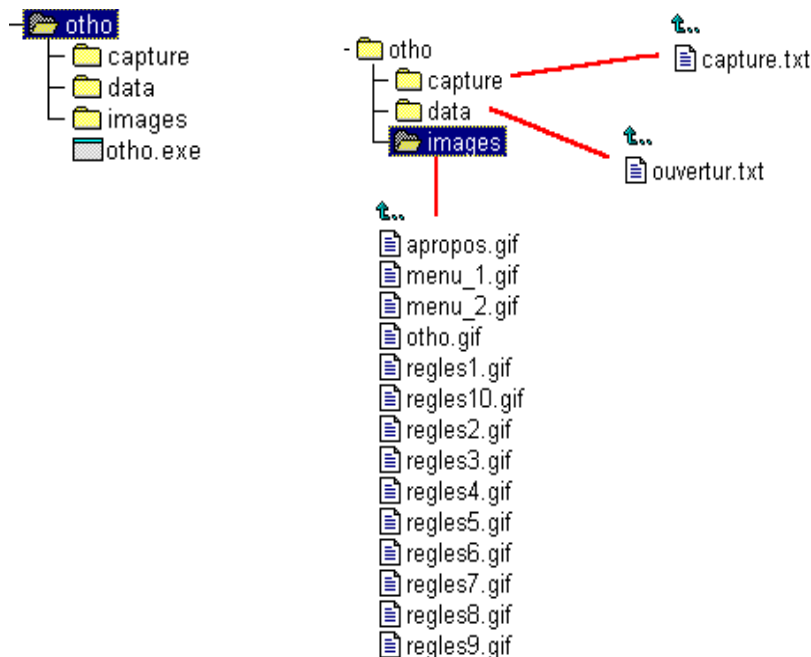 otho
capture
data
images
otho.exe
- otho
capture
data
images
..
capture.txt
..
ouvertur.txt
..
apropos.gif
menu_1.gif
menu_2.gif
otho.gif
regles1.gif
regles10.gif
regles2.gif
regles3.gif
regles4.gif
regles5.gif
regles6.gif
regles7.gif
regles8.gif
regles9.gif